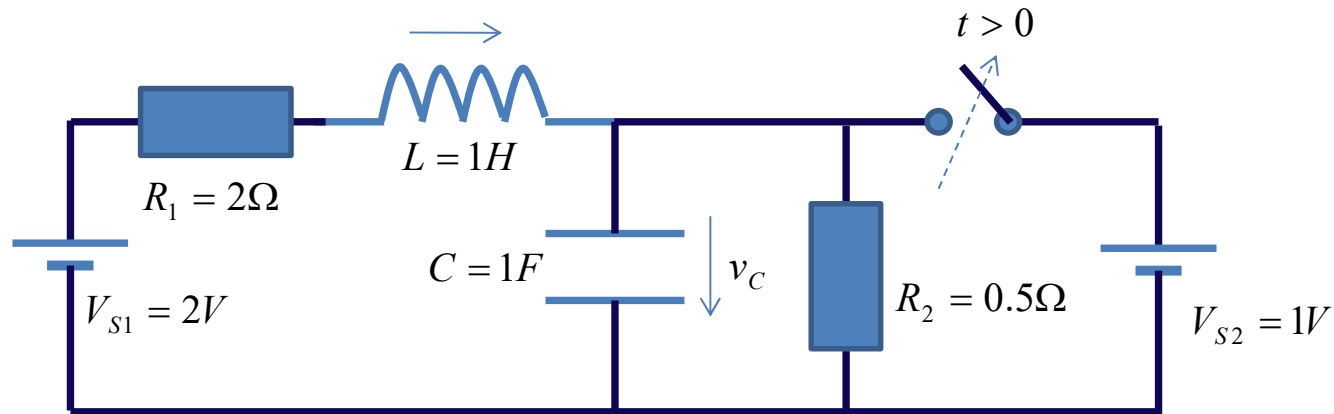 t > 0
L = 1H
R₁ = 2Ω
C = 1F
v_C
R₂ = 0.5Ω
V_S1 = 2V
V_S2 = 1V